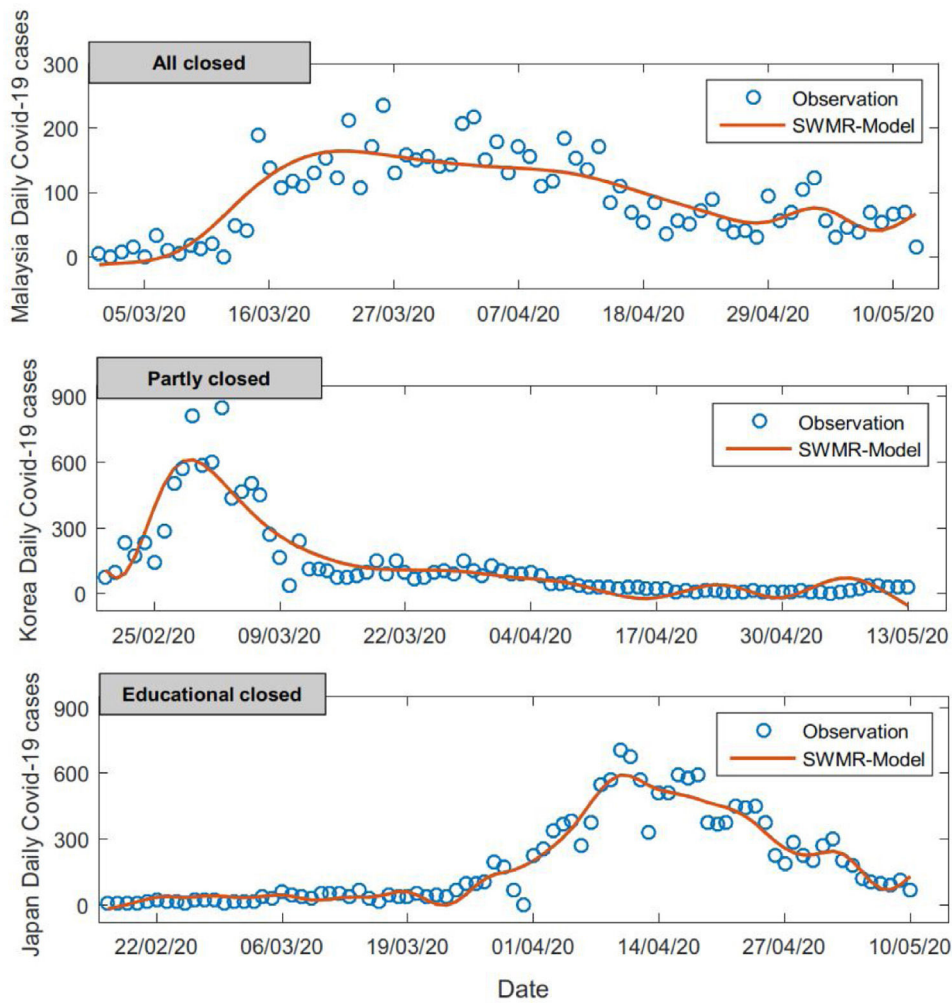 All closed
Malaysia Daily Covid-19 cases
300
200
100
0
Observation
SWMR-Model
05/03/20 16/03/20 27/03/20 07/04/20 18/04/20 29/04/20 10/05/20
Partly closed
Korea Daily Covid-19 cases
900
600
300
0
Observation
SWMR-Model
25/02/20 09/03/20 22/03/20 04/04/20 17/04/20 30/04/20 13/05/20
Educational closed
Japan Daily Covid-19 cases
900
600
300
0
Observation
SWMR-Model
22/02/20 06/03/20 19/03/20 01/04/20 14/04/20 27/04/20 10/05/20
Date